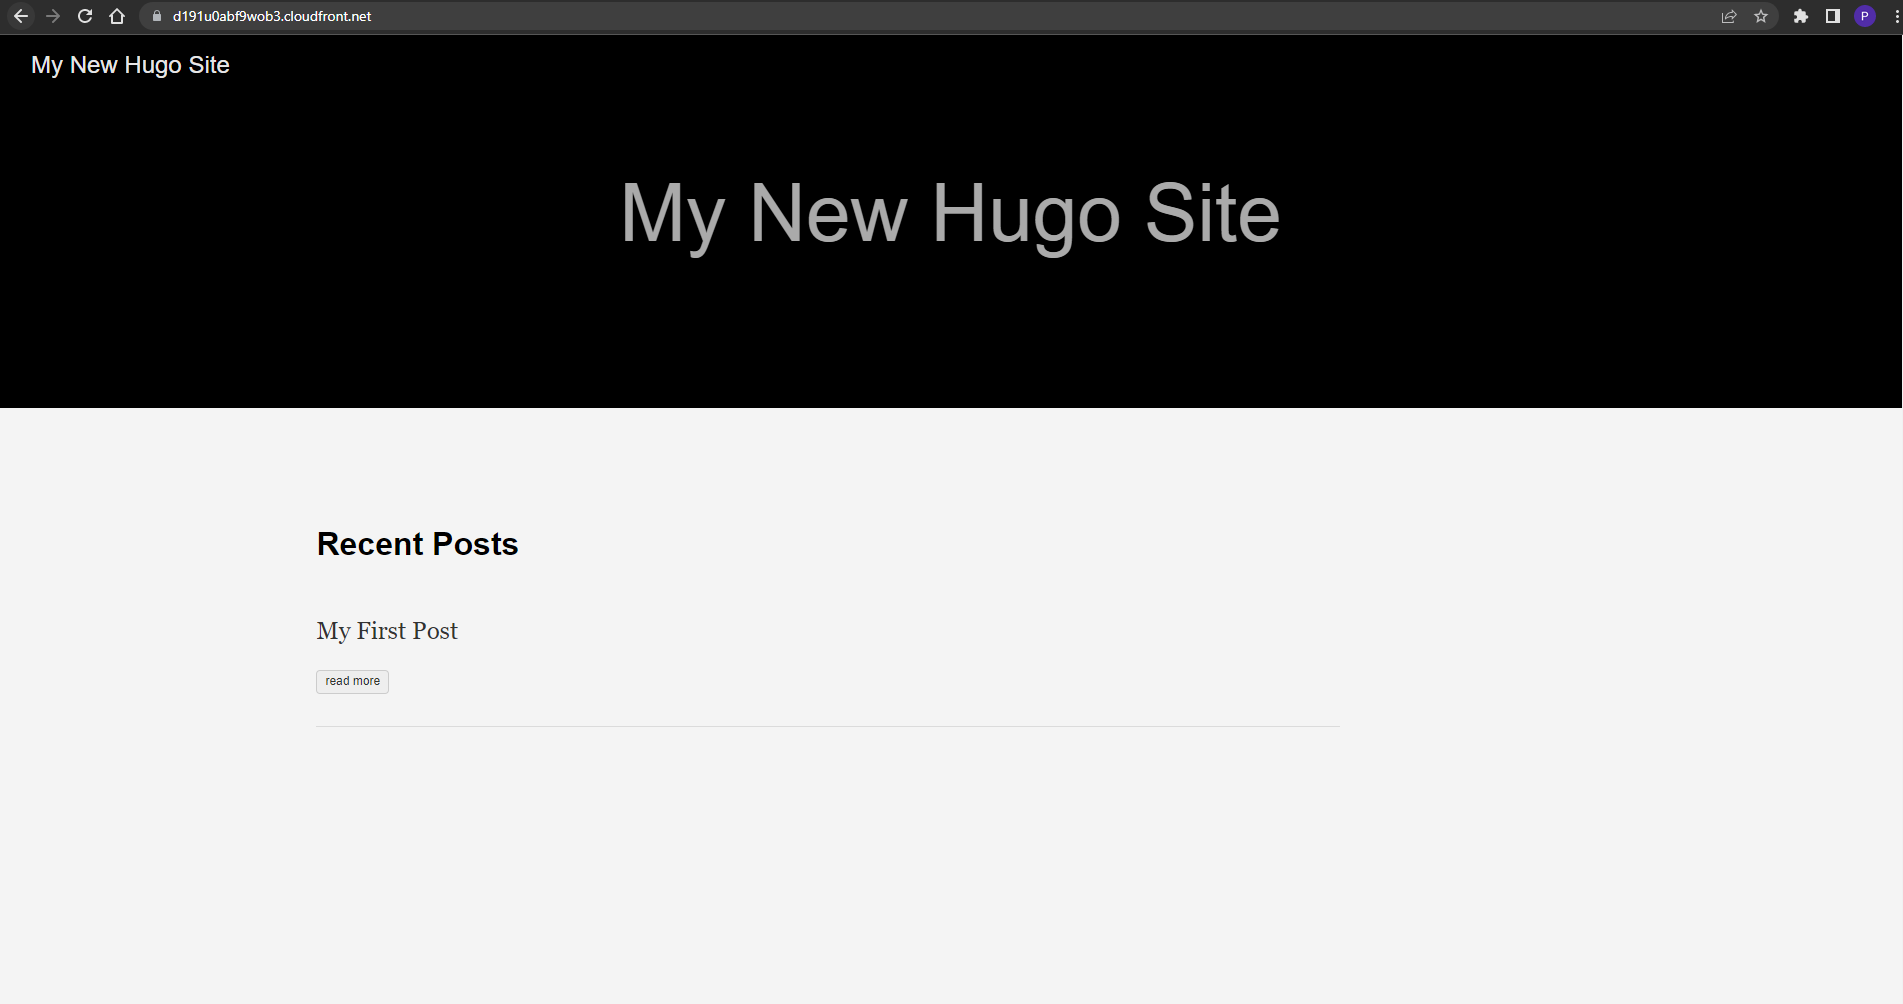 d191u0abf9wob3.cloudfront.net
P
My New Hugo Site
My New Hugo Site
Recent Posts
My First Post
read more